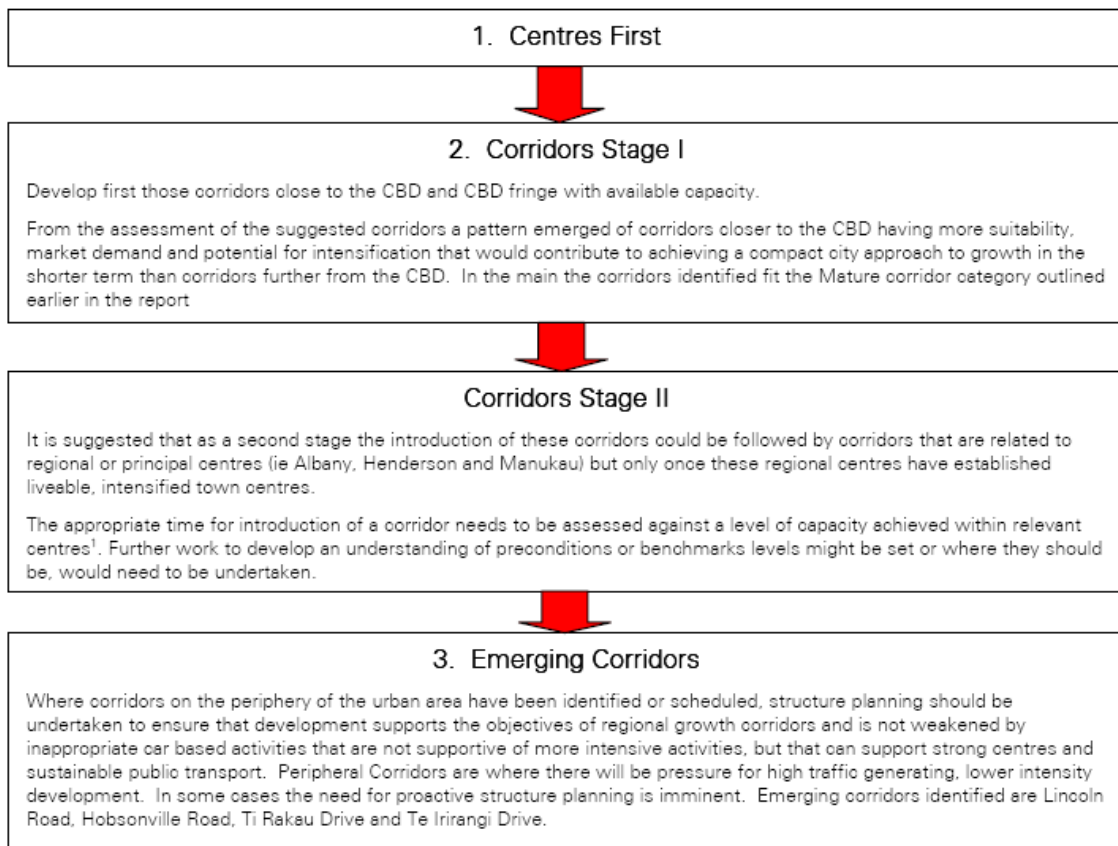 1. Centres First
2. Corridors Stage I
Develop first those corridors close to the CBD and CBD fringe with available capacity.
From the assessment of the suggested corridors a pattern emerged of corridors closer to the CBD having more suitability,
market demand and potential for intensification that would contribute to achieving a compact city approach to growth in the
shorter term than corridors further from the CBD. In the main the corridors identified fit the Mature corridor category outlined
earlier in the report
Corridors Stage II
It is suggested that as a second stage the introduction of these corridors could be followed by corridors that are related to
regional or principal centres (ie Albany, Henderson and Manukau) but only once these regional centres have established
liveable, intensified town centres.
The appropriate time for introduction of a corridor needs to be assessed against a level of capacity achieved within relevant
centres¹. Further work to develop an understanding of preconditions or benchmarks levels might be set or where they should
be, would need to be undertaken.
3. Emerging Corridors
Where corridors on the periphery of the urban area have been identified or scheduled, structure planning should be
undertaken to ensure that development supports the objectives of regional growth corridors and is not weakened by
inappropriate car based activities that are not supportive of more intensive activities, but that can support strong centres and
sustainable public transport. Peripheral Corridors are where there will be pressure for high traffic generating, lower intensity
development. In some cases the need for proactive structure planning is imminent. Emerging corridors identified are Lincoln
Road, Hobsonville Road, Ti Rakau Drive and Te Irirangi Drive.